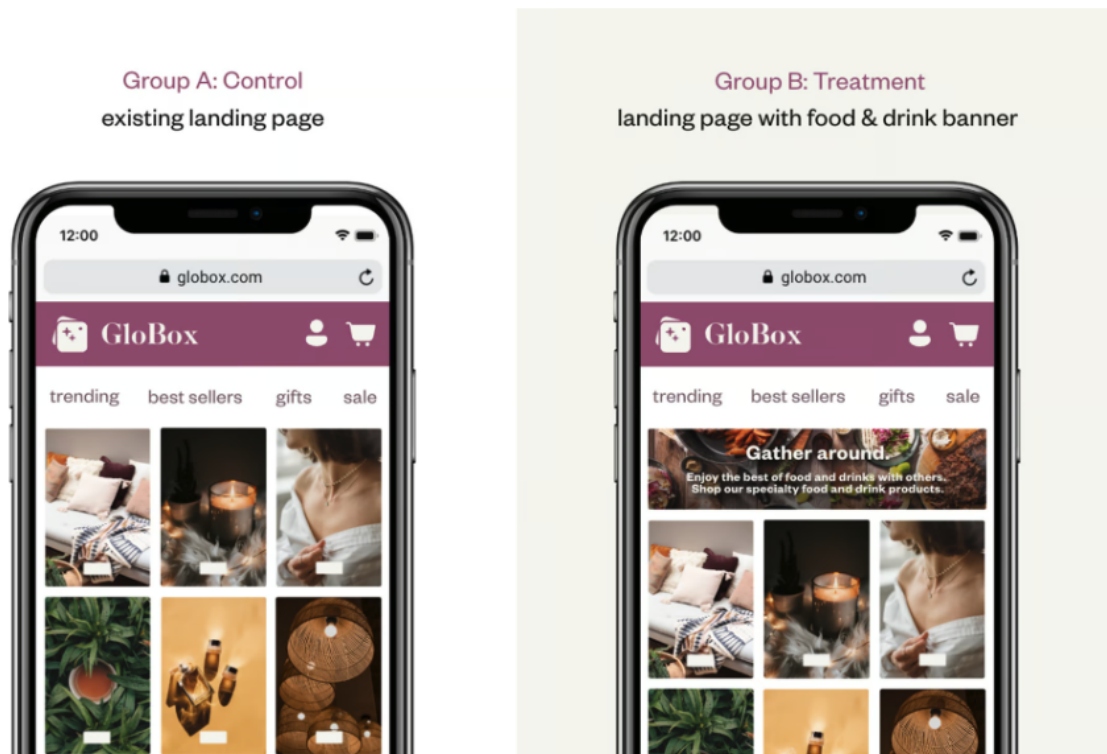 Group A: Control
existing landing page
12:00
globox.com
GloBox
trending best sellers gifts sale
Group B: Treatment
landing page with food & drink banner
12:00
globox.com
GloBox
trending best sellers gifts sale
Gather around.
Enjoy the best of food and drinks with others.
Shop our specialty food and drink products.